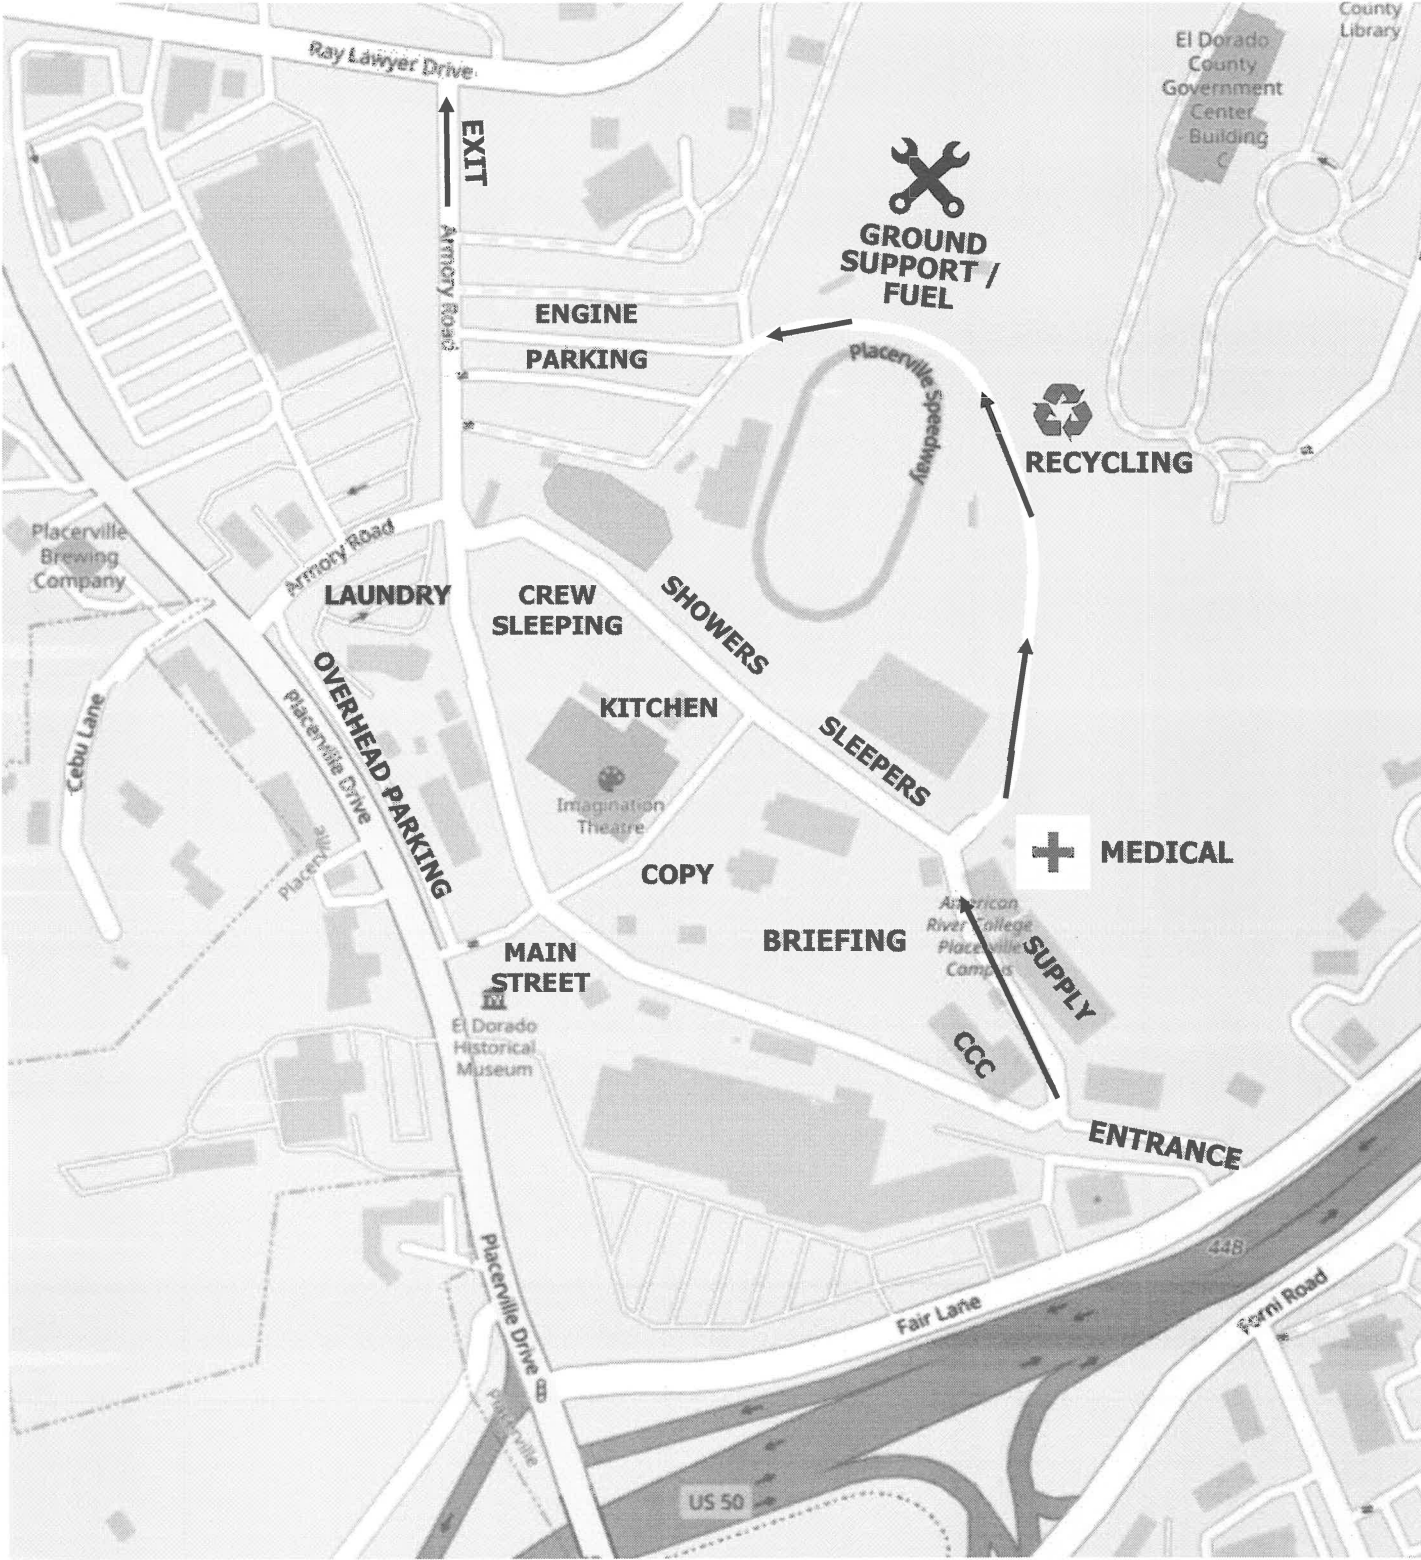 County
Library
El Dorado
County
Government
Center
- Building
C
Ray Lawyer Drive
EXIT
Armory Road
GROUND
SUPPORT /
FUEL
ENGINE
PARKING
Placerville Speedway
RECYCLING
Placerville
Brewing
Company
Armory Road
LAUNDRY
CREW
SLEEPING
SHOWERS
OVERHEAD PARKING
Placerville Drive
Cebu Lane
KITCHEN
SLEEPERS
Imagination
Theatre
Placerville
COPY
MEDICAL
American
River College
Placerville
Campus
BRIEFING
SUPPLY
MAIN
STREET
El Dorado
Historical
Museum
CCC
ENTRANCE
Placerville Drive
44B
Forni Road
Fair Lane
Placerville
US 50